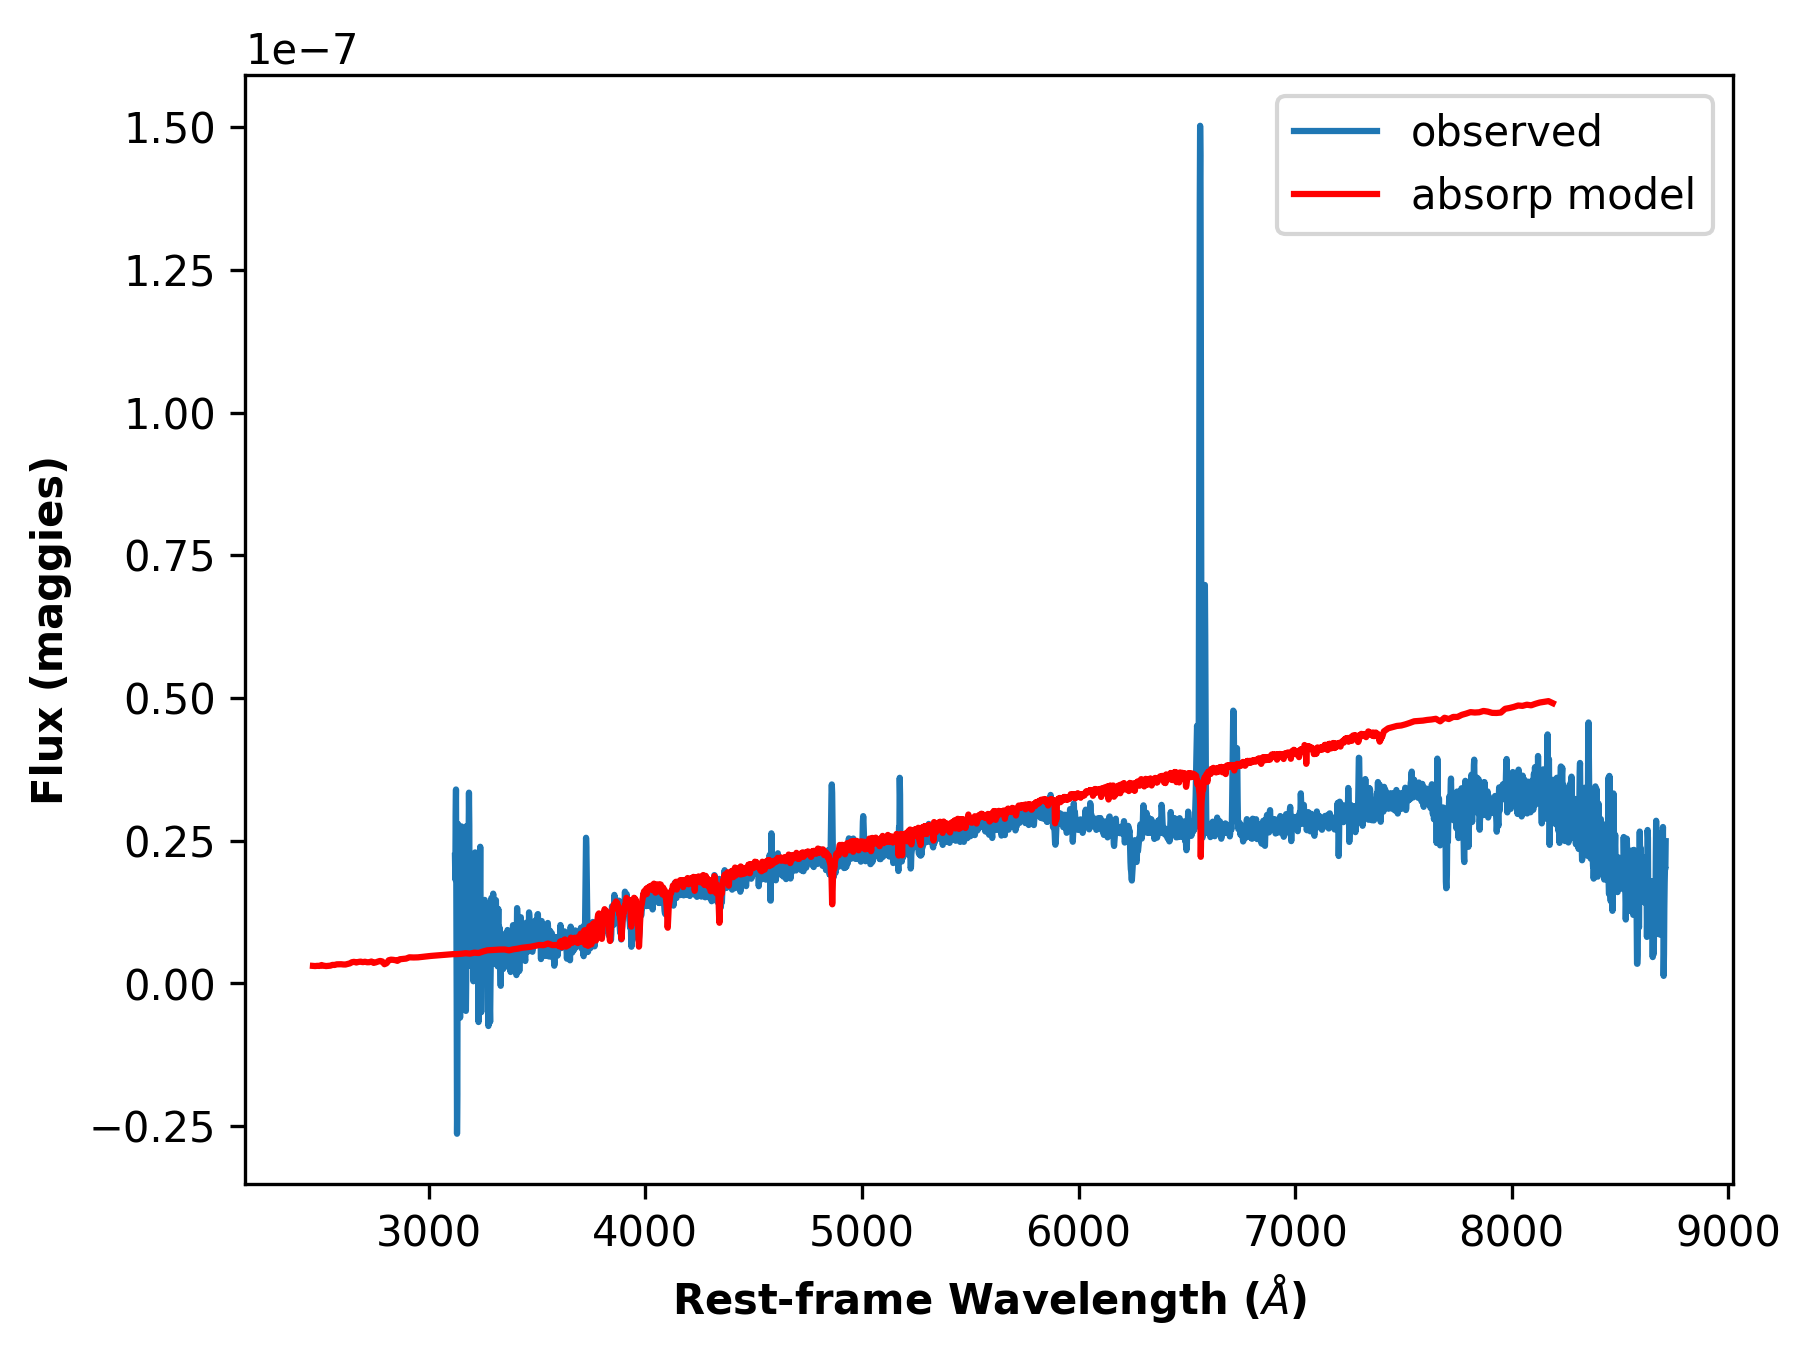 1e−7
observed
absorp model
1.50
1.25
1.00
0.75
0.50
0.25
0.00
−0.25
Flux (maggies)
3000 4000 5000 6000 7000 8000 9000
Rest-frame Wavelength (Å)